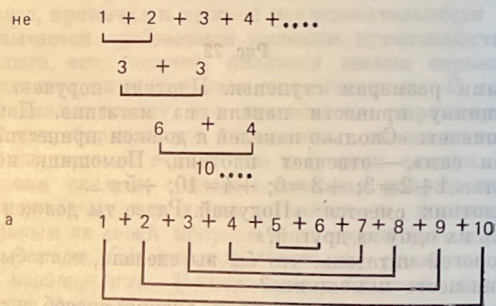 не 1 + 2 + 3 + 4 + ....
3 + 3
6 + 4
10 ....
а 1 + 2 + 3 + 4 + 5 + 6 + 7 + 8 + 9 + 10